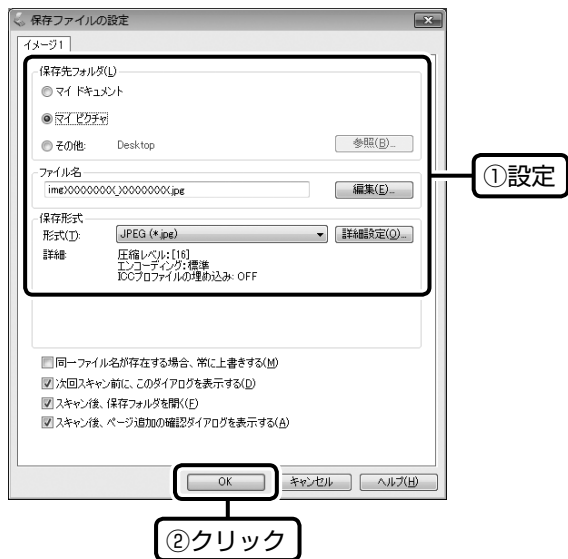 保存ファイルの設定
イメージ1
保存先フォルダ(L)
マイ ドキュメント
マイ ピクチャ
その他: Desktop 参照(B)...
ファイル名
imgXXXXXXXX_XXXXXXXX.jpg 編集(E)...
保存形式
形式(T): JPEG (*.jpg) 詳細設定(O)...
詳細: 圧縮レベル:[16]
エンコーディング:標準
ICCプロファイルの埋め込み: OFF
①設定
同一ファイル名が存在する場合、常に上書きする(M)
次回スキャン前に、このダイアログを表示する(D)
スキャン後、保存フォルダを開く(F)
スキャン後、ページ追加の確認ダイアログを表示する(A)
OK キャンセル ヘルプ(H)
②クリック